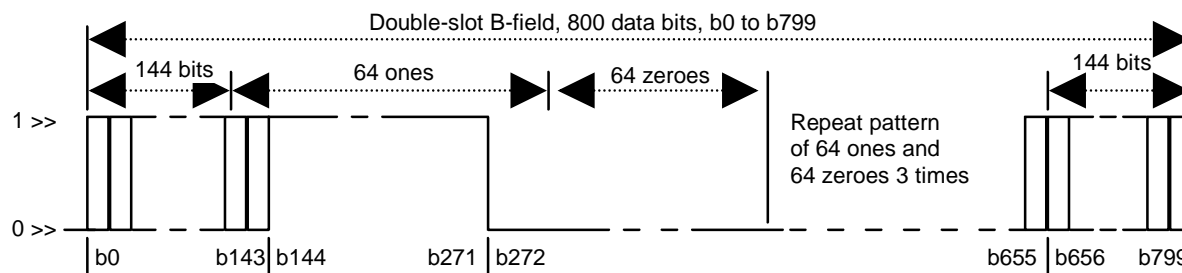 Double-slot B-field, 800 data bits, b0 to b799
144 bits
64 ones
64 zeroes
144 bits
1 >>
Repeat pattern
of 64 ones and
64 zeroes 3 times
0 >>
b0
b143
b144
b271
b272
b655
b656
b799